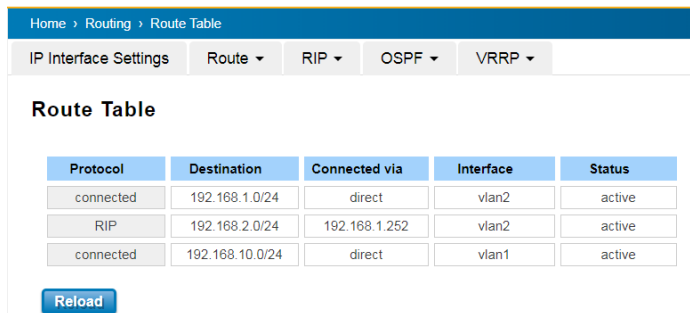 Home › Routing › Route Table
IP Interface Settings Route RIP OSPF VRRP
Route Table
Protocol Destination Connected via Interface Status
connected 192.168.1.0/24 direct vlan2 active
RIP 192.168.2.0/24 192.168.1.252 vlan2 active
connected 192.168.10.0/24 direct vlan1 active
Reload